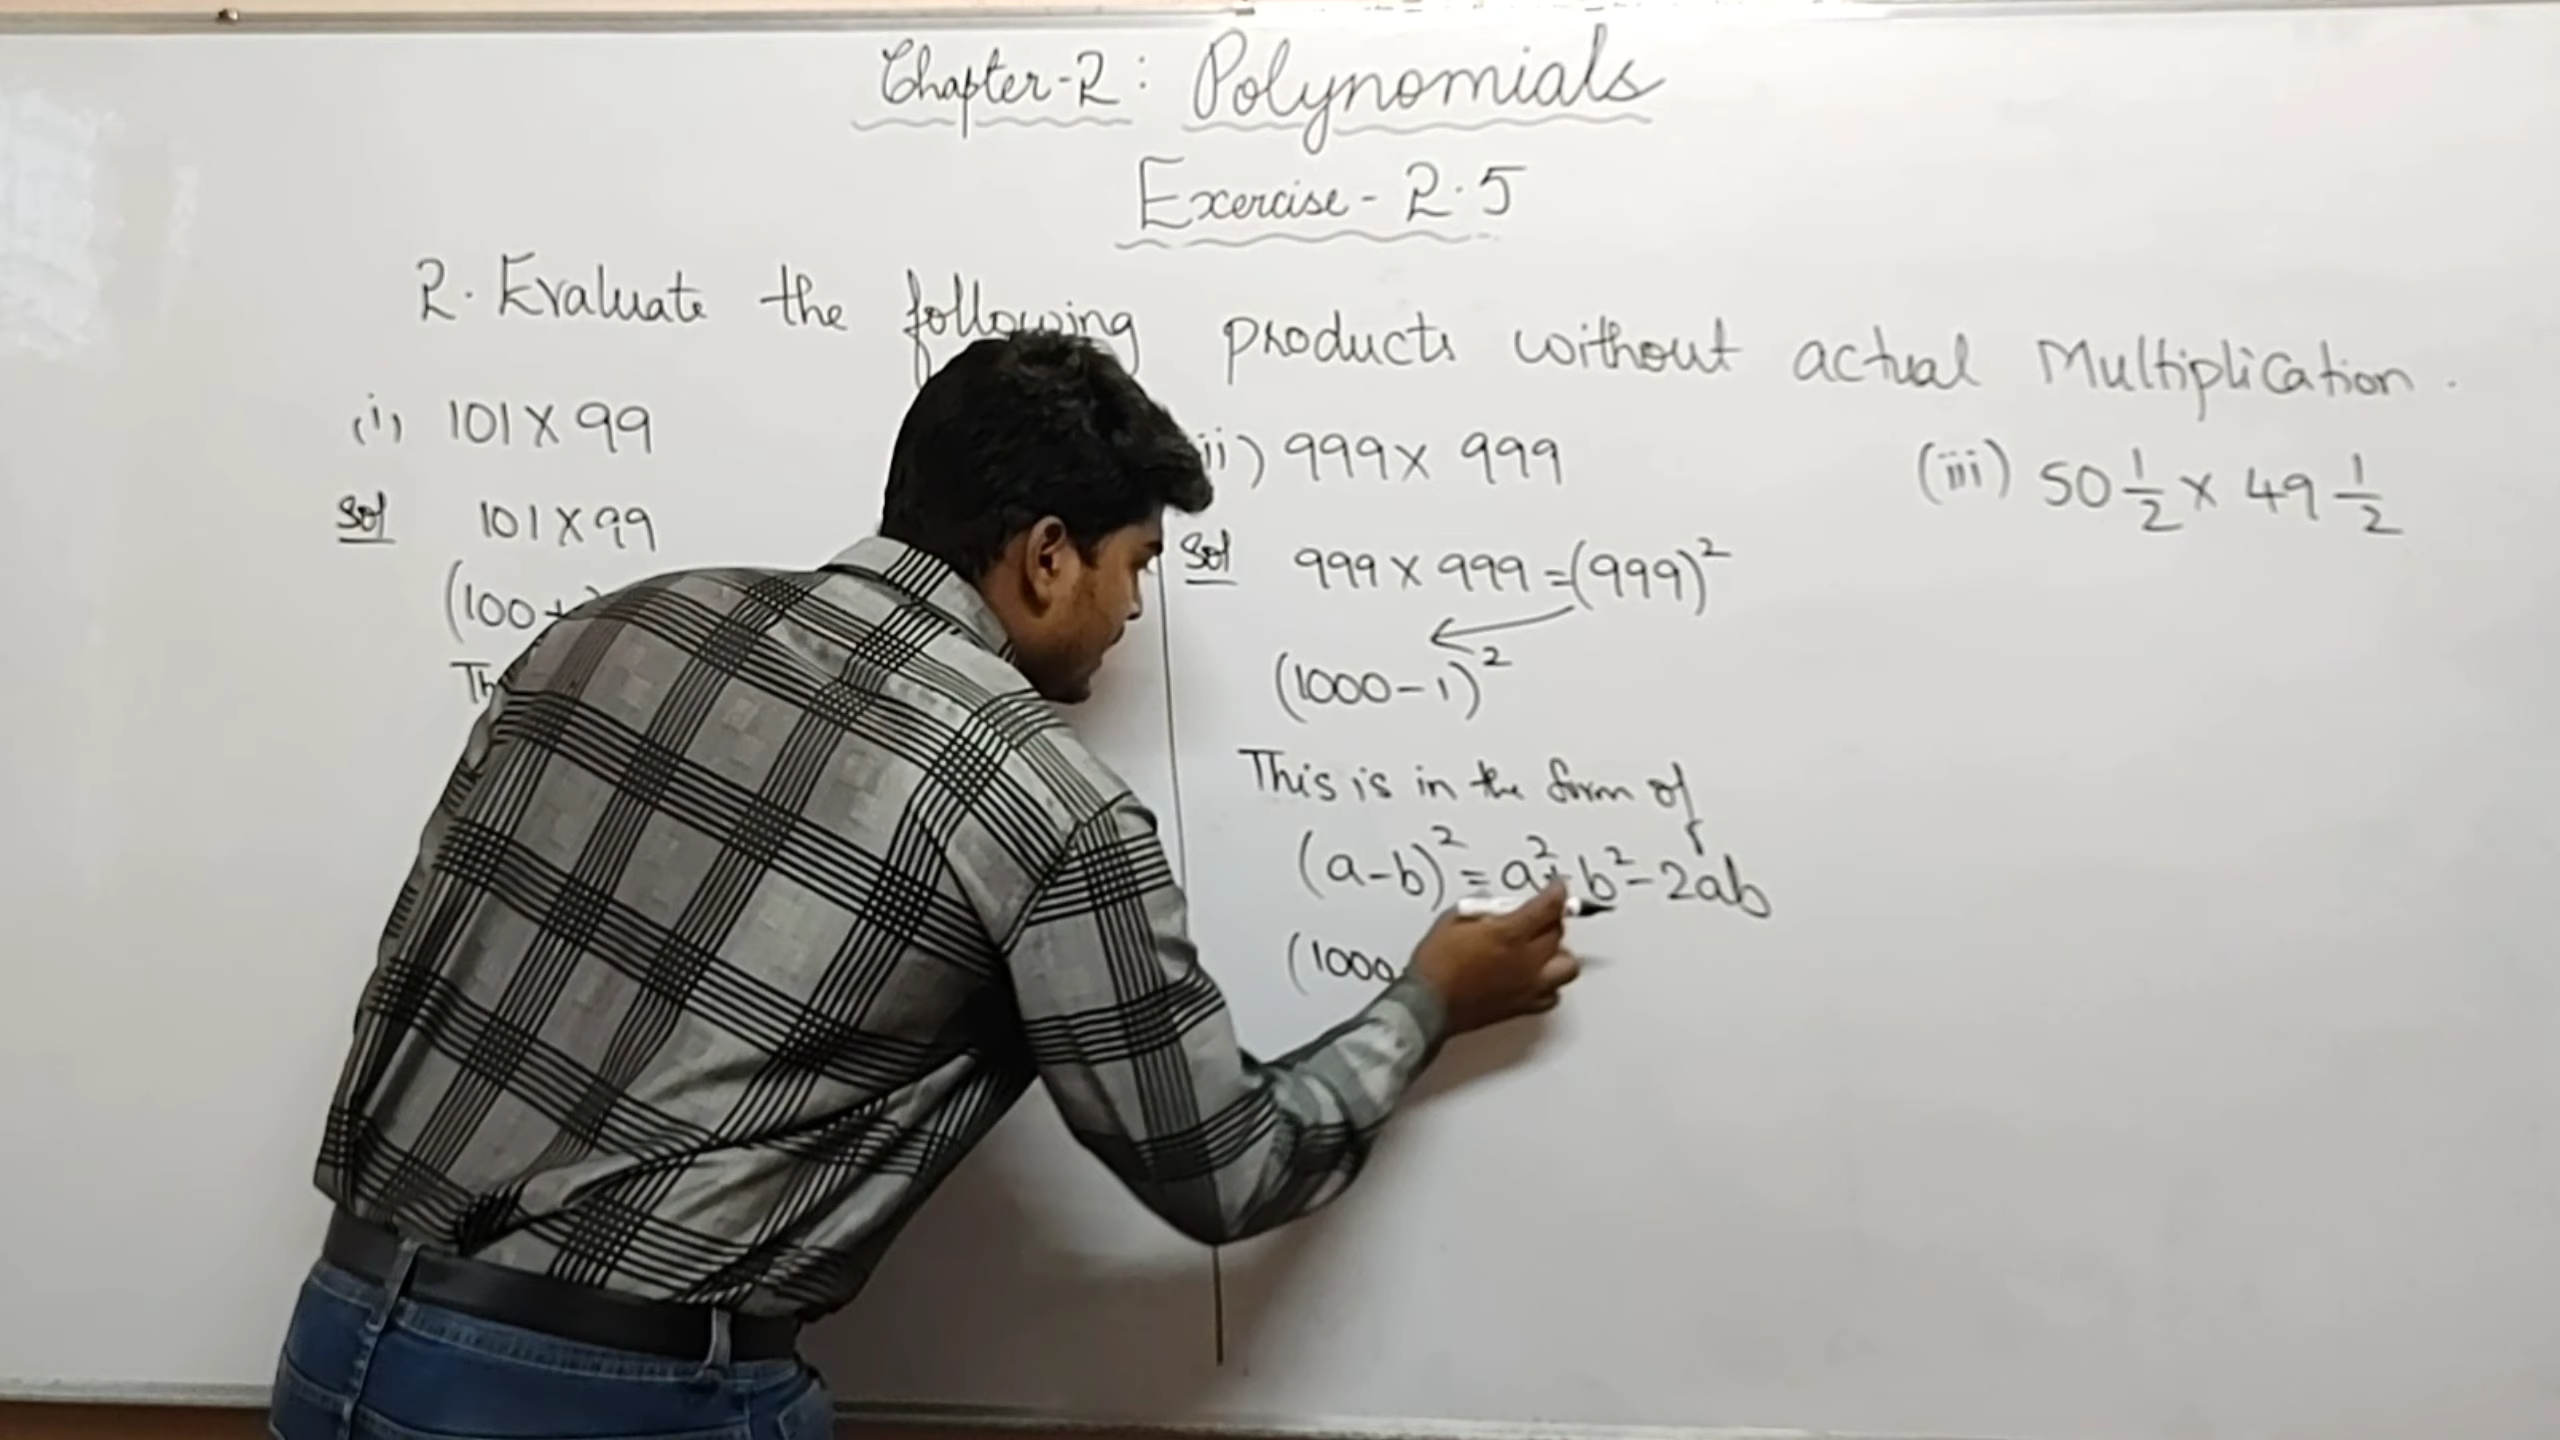 Chapter-2: Polynomials
Exercise-2.5
2. Evaluate the following products without actual Multiplication.
(i) 101 X 99
Sol 101 X 99
(100+
ii) 999 X 999
Sol 999 X 999 = (999)²
(1000-1)²
This is in the form of
(a-b)² = a²+b²-2ab
(1000
(iii) 50 1/2 X 49 1/2